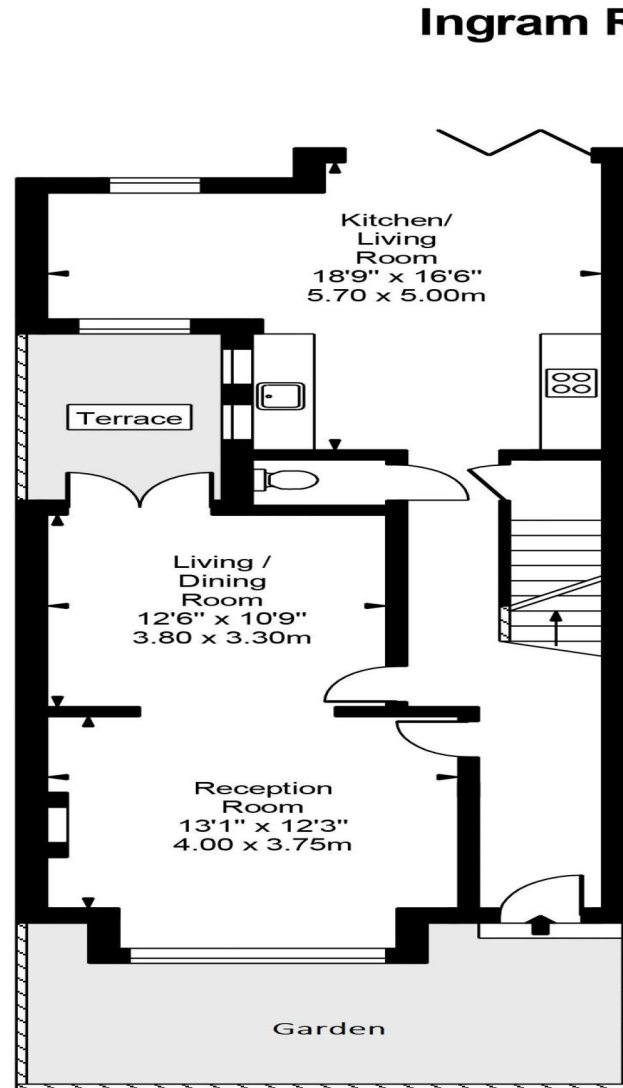 Ingram R
Kitchen/
Living
Room
18'9" x 16'6"
5.70 x 5.00m
Terrace
Living /
Dining
Room
12'6" x 10'9"
3.80 x 3.30m
Reception
Room
13'1" x 12'3"
4.00 x 3.75m
Garden